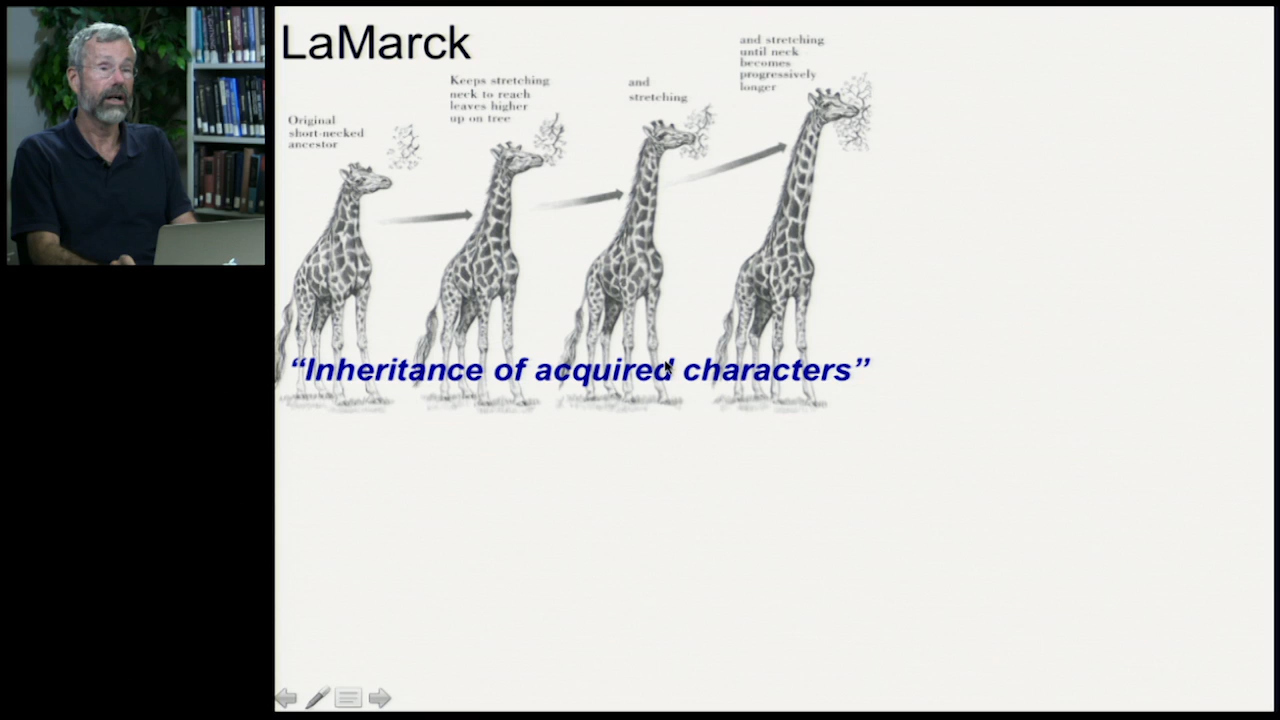 LaMarck
Original
short-necked
ancestor
Keeps stretching
neck to reach
leaves higher
up on tree
and
stretching
and stretching
until neck
becomes
progressively
longer
“Inheritance of acquired characters”